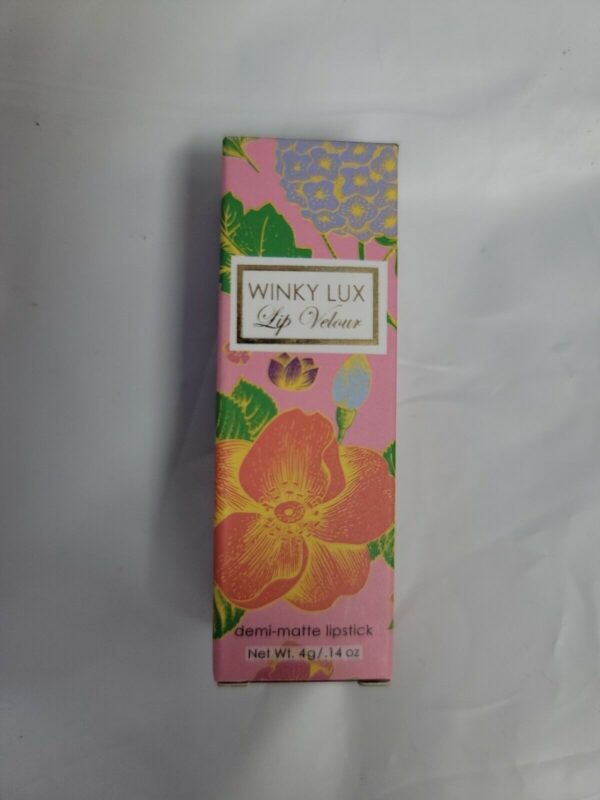 WINKY LUX
Lip Velour
demi-matte lipstick
Net Wt. 4g/.14 oz